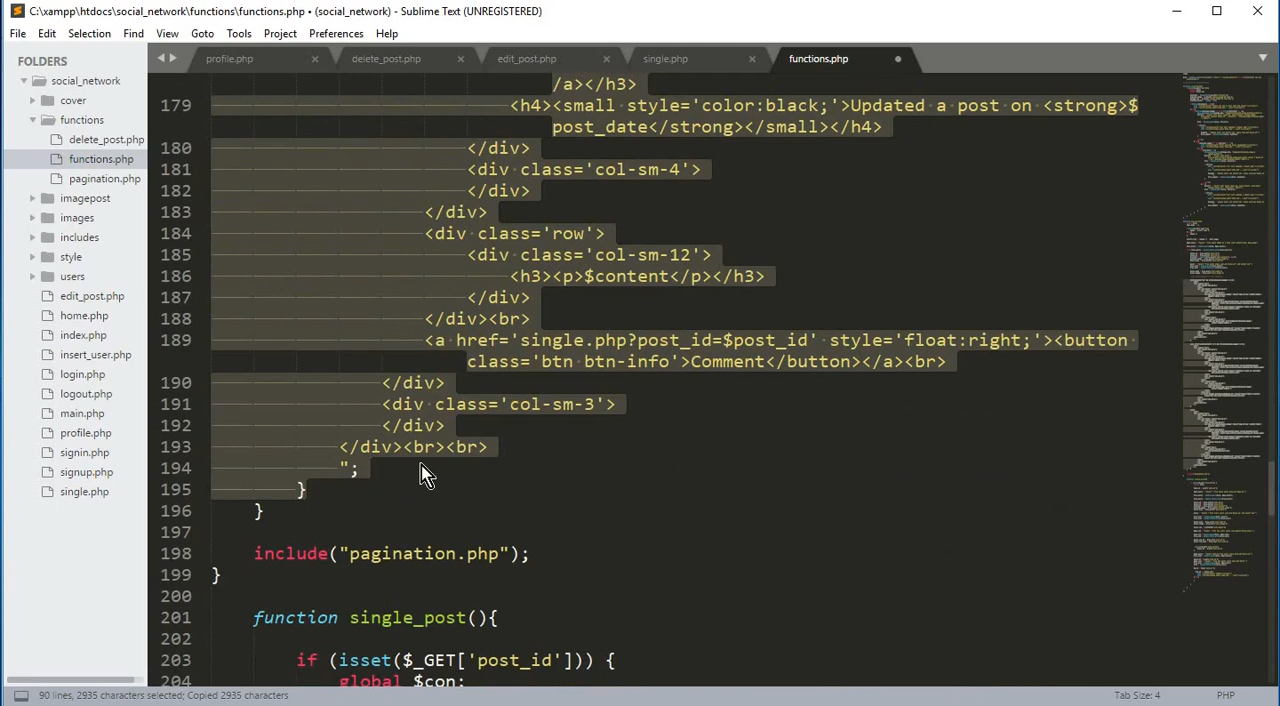 C:\xampp\htdocs\social_network\functions\functions.php • (social_network) - Sublime Text (UNREGISTERED)
File Edit Selection Find View Goto Tools Project Preferences Help
FOLDERS
social_network
cover
functions
delete_post.php
functions.php
pagination.php
imagepost
images
includes
style
users
edit_post.php
home.php
index.php
insert_user.php
login.php
logout.php
main.php
profile.php
signin.php
signup.php
single.php
profile.php × delete_post.php × edit_post.php × single.php × functions.php
/a></h3>
179 <h4><small style='color:black;'>Updated a post on <strong>$
post_date</strong></small></h4>
180 </div>
181 <div class='col-sm-4'>
182 </div>
183 </div>
184 <div class='row'>
185 <div class='col-sm-12'>
186 <h3><p>$content</p></h3>
187 </div>
188 </div><br>
189 <a href='single.php?post_id=$post_id' style='float:right;'><button
class='btn btn-info'>Comment</button></a><br>
190 </div>
191 <div class='col-sm-3'>
192 </div>
193 </div><br><br>
194 ";
195 }
196 }
197
198 include("pagination.php");
199 }
200
201 function single_post(){
202
203 if (isset($_GET['post_id'])) {
204 global $con;
90 lines, 2935 characters selected; Copied 2935 characters Tab Size: 4 PHP